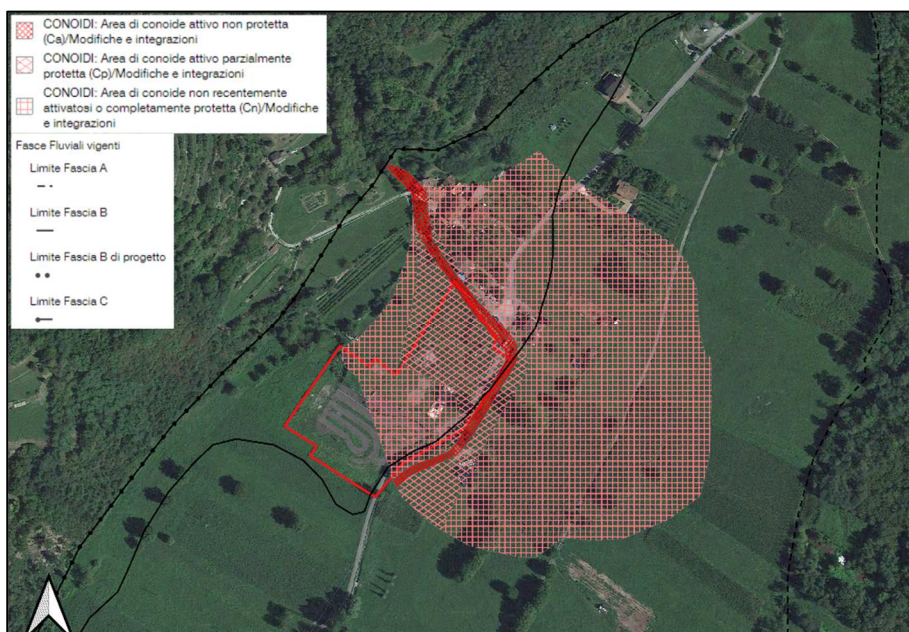 CONOIDI: Area di conoide attivo non protetta
(Ca)/Modifiche e integrazioni
CONOIDI: Area di conoide attivo parzialmente
protetta (Cp)/Modifiche e integrazioni
CONOIDI: Area di conoide non recentemente
attivatosi o completamente protetta (Cn)/Modifiche
e integrazioni
Fasce Fluviali vigenti
Limite Fascia A
Limite Fascia B
Limite Fascia B di progetto
Limite Fascia C